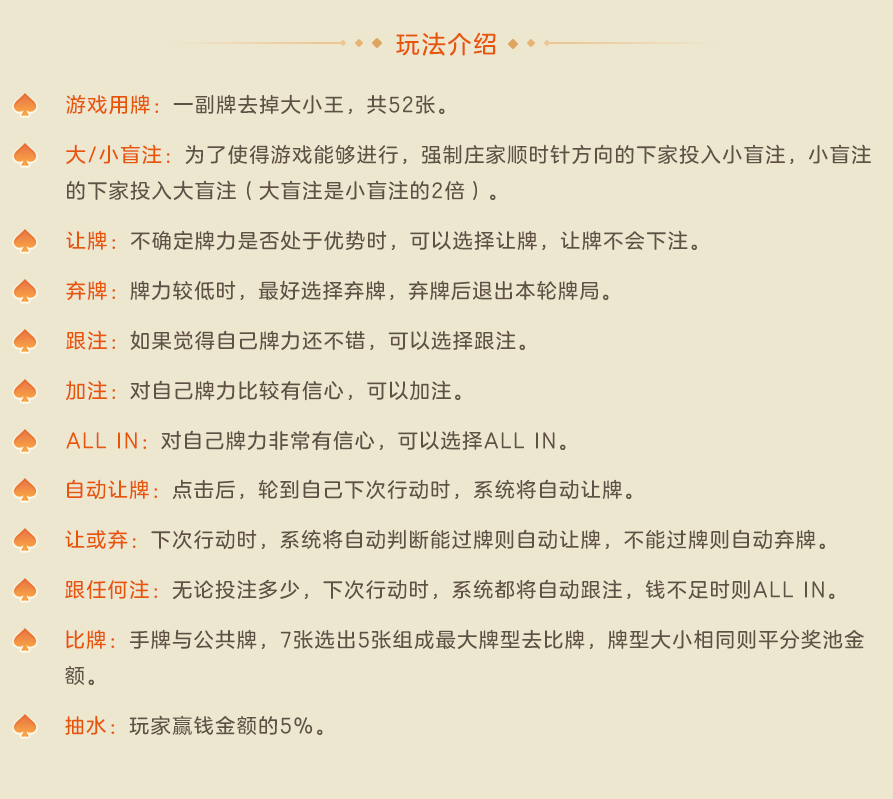 玩法介绍
游戏用牌：一副牌去掉大小王，共52张。
大/小盲注：为了使得游戏能够进行，强制庄家顺时针方向的下家投入小盲注，小盲注
的下家投入大盲注（大盲注是小盲注的2倍）。
让牌：不确定牌力是否处于优势时，可以选择让牌，让牌不会下注。
弃牌：牌力较低时，最好选择弃牌，弃牌后退出本轮牌局。
跟注：如果觉得自己牌力还不错，可以选择跟注。
加注：对自己牌力比较有信心，可以加注。
ALL IN：对自己牌力非常有信心，可以选择ALL IN。
自动让牌：点击后，轮到自己下次行动时，系统将自动让牌。
让或弃：下次行动时，系统将自动判断能过牌则自动让牌，不能过牌则自动弃牌。
跟任何注：无论投注多少，下次行动时，系统都将自动跟注，钱不足时则ALL IN。
比牌：手牌与公共牌，7张选出5张组成最大牌型去比牌，牌型大小相同则平分奖池金
额。
抽水：玩家赢钱金额的5%。